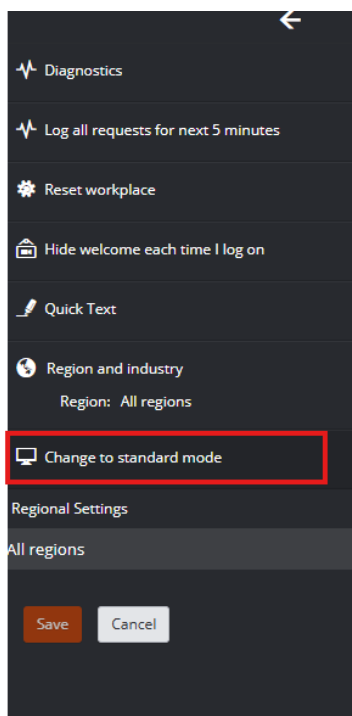 Diagnostics
Log all requests for next 5 minutes
Reset workplace
Hide welcome each time I log on
Quick Text
Region and industry
Region: All regions
Change to standard mode
Regional Settings
All regions
Save Cancel